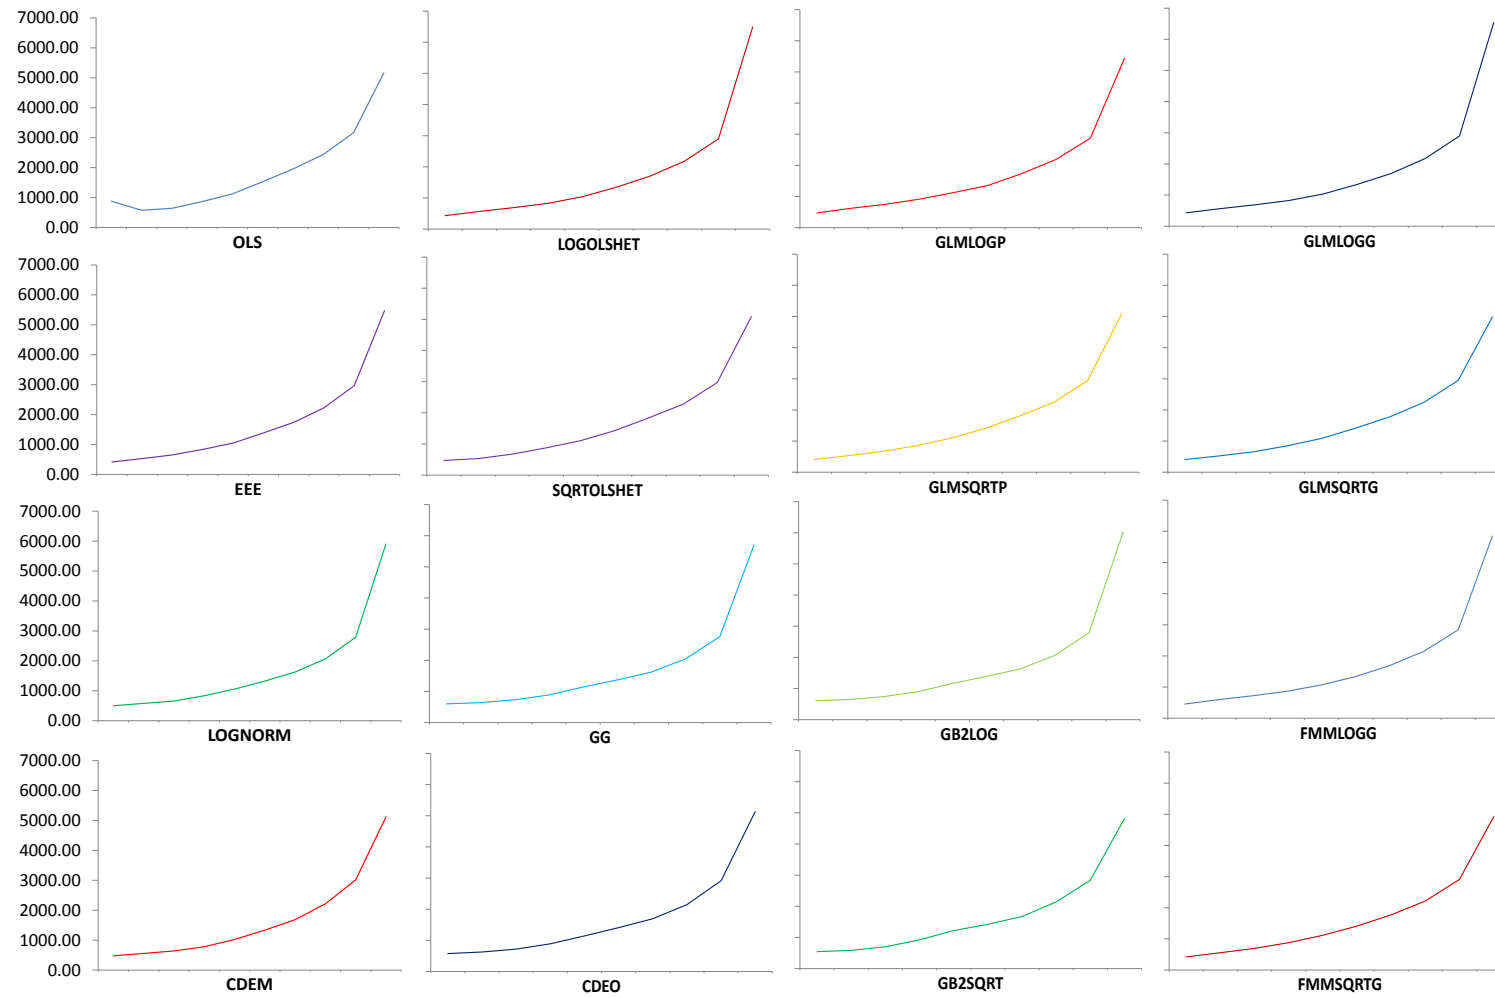 7000.00
6000.00
5000.00
4000.00
3000.00
2000.00
1000.00
0.00
OLS
LOGOLSHET
GLMLOGP
GLMLOGG
7000.00
6000.00
5000.00
4000.00
3000.00
2000.00
1000.00
0.00
EEE
SQRTOLSHET
GLMSQRTP
GLMSQRTG
7000.00
6000.00
5000.00
4000.00
3000.00
2000.00
1000.00
0.00
LOGNORM
GG
GB2LOG
FMMLOGG
7000.00
6000.00
5000.00
4000.00
3000.00
2000.00
1000.00
0.00
CDEM
CDEO
GB2SQRT
FMMSQRTG